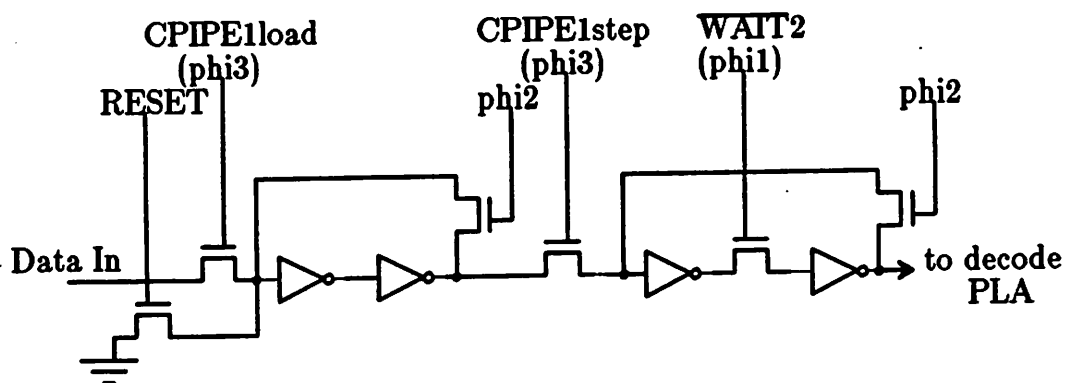 CPIPE1load
(phi3)
RESET
CPIPE1step
(phi3)
phi2
WAIT2
(phi1)
phi2
Data In
to decode
PLA